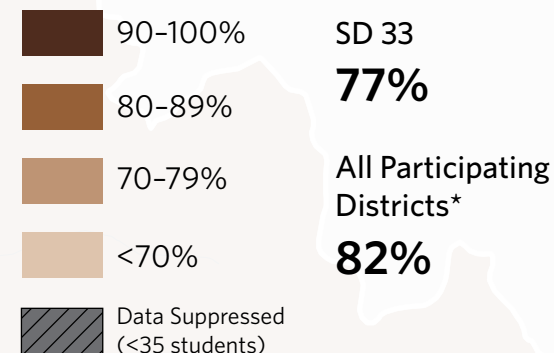 90–100%
80–89%
70–79%
<70%
Data Suppressed
(<35 students)
SD 33
77%
All Participating
Districts*
82%